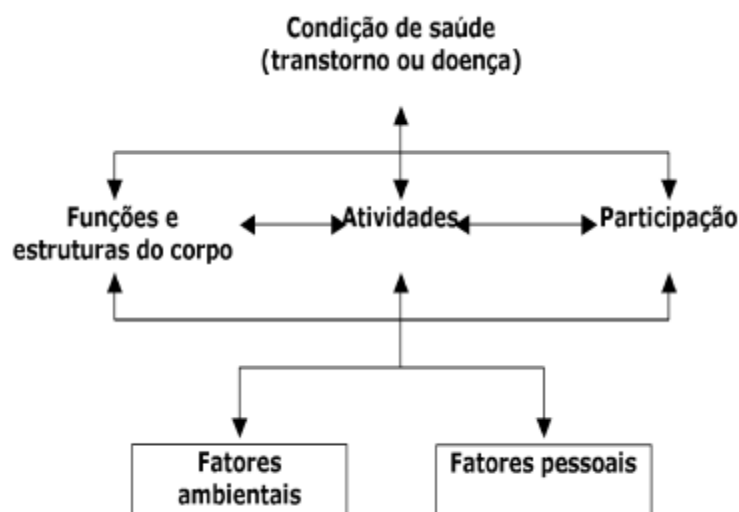 Condição de saúde
(transtorno ou doença)
Funções e
estruturas do corpo
Atividades
Participação
Fatores
ambientais
Fatores pessoais